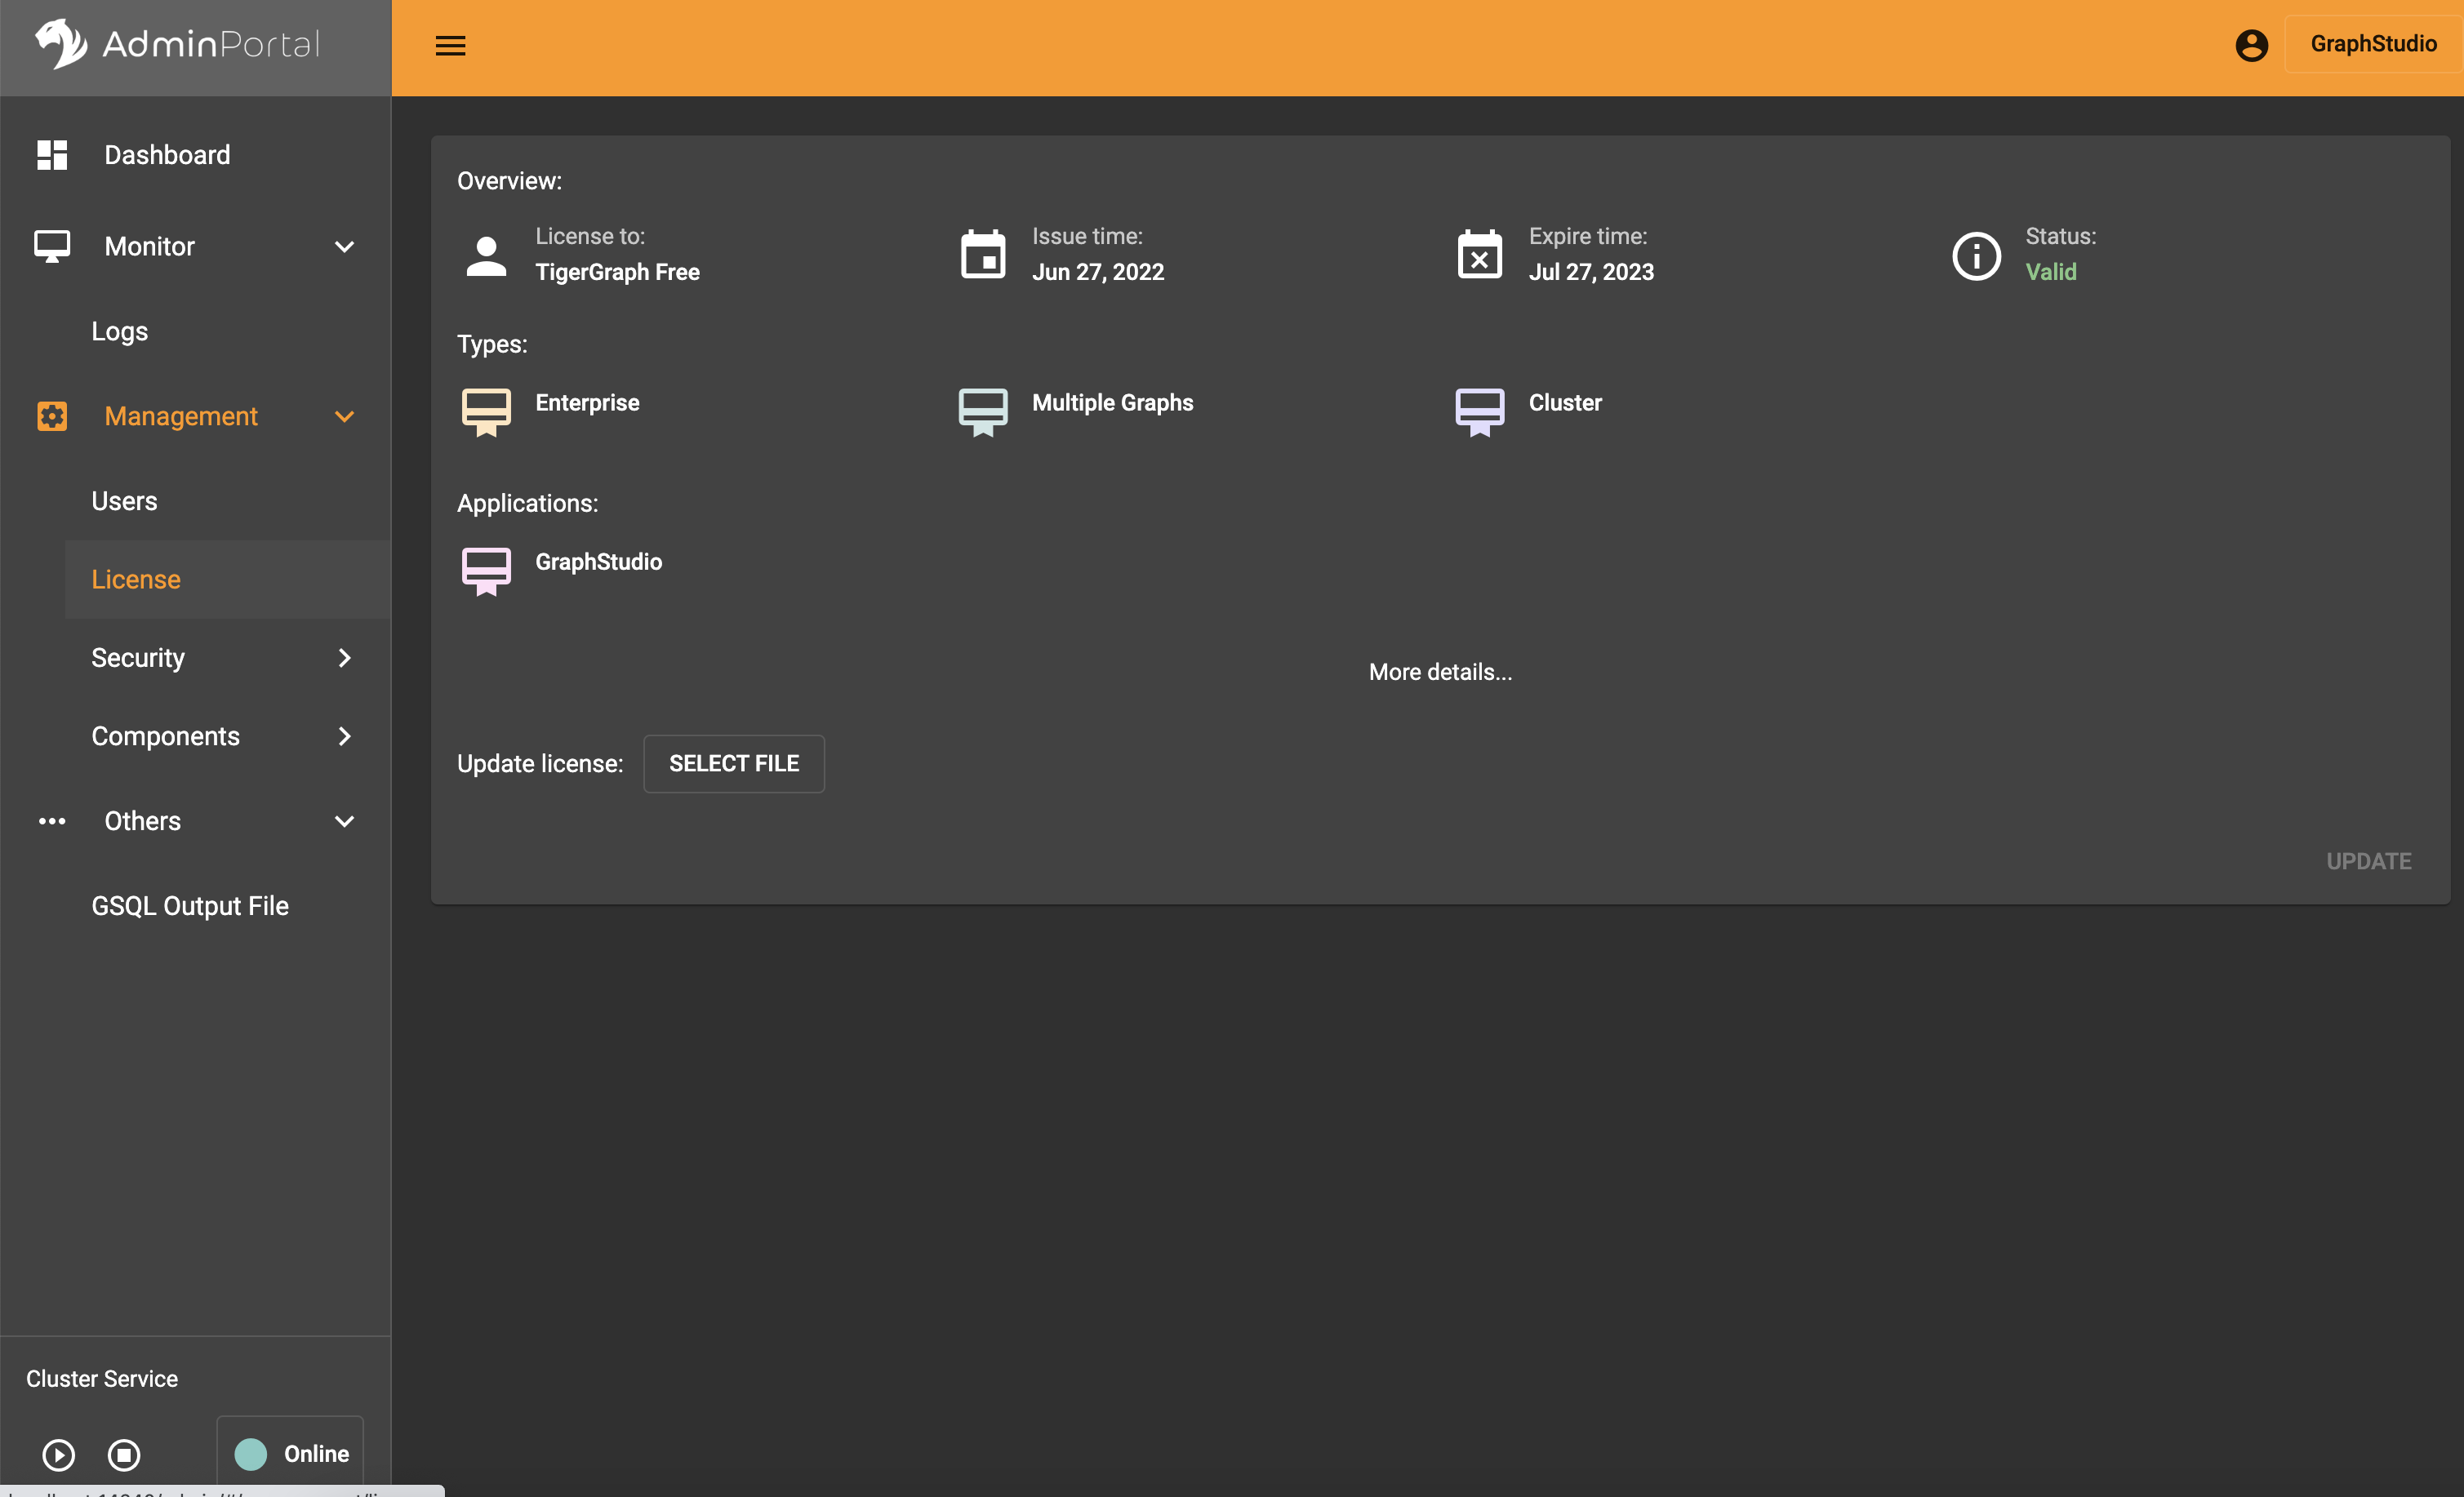 AdminPortal
GraphStudio
Dashboard
Monitor
Logs
Management
Users
License
Security
Components
Others
GSQL Output File
Cluster Service
Online
Overview:
License to:
TigerGraph Free
Issue time:
Jun 27, 2022
Expire time:
Jul 27, 2023
Status:
Valid
Types:
Enterprise
Multiple Graphs
Cluster
Applications:
GraphStudio
More details...
Update license:
SELECT FILE
UPDATE